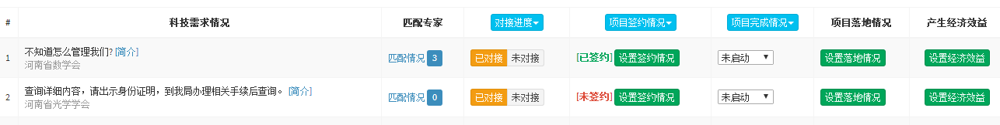 # 科技需求情况 匹配专家 对接进度 项目签约情况 项目完成情况 项目落地情况 产生经济效益
1 不知道怎么管理我们? [简介] 匹配情况 3 已对接 未对接 [已签约] 设置签约情况 未启动 设置落地情况 设置经济效益
河南省数学会
2 查询详细内容，请出示身份证明，到我局办理相关手续后查询。 [简介] 匹配情况 0 已对接 未对接 [未签约] 设置签约情况 未启动 设置落地情况 设置经济效益
河南省光学学会